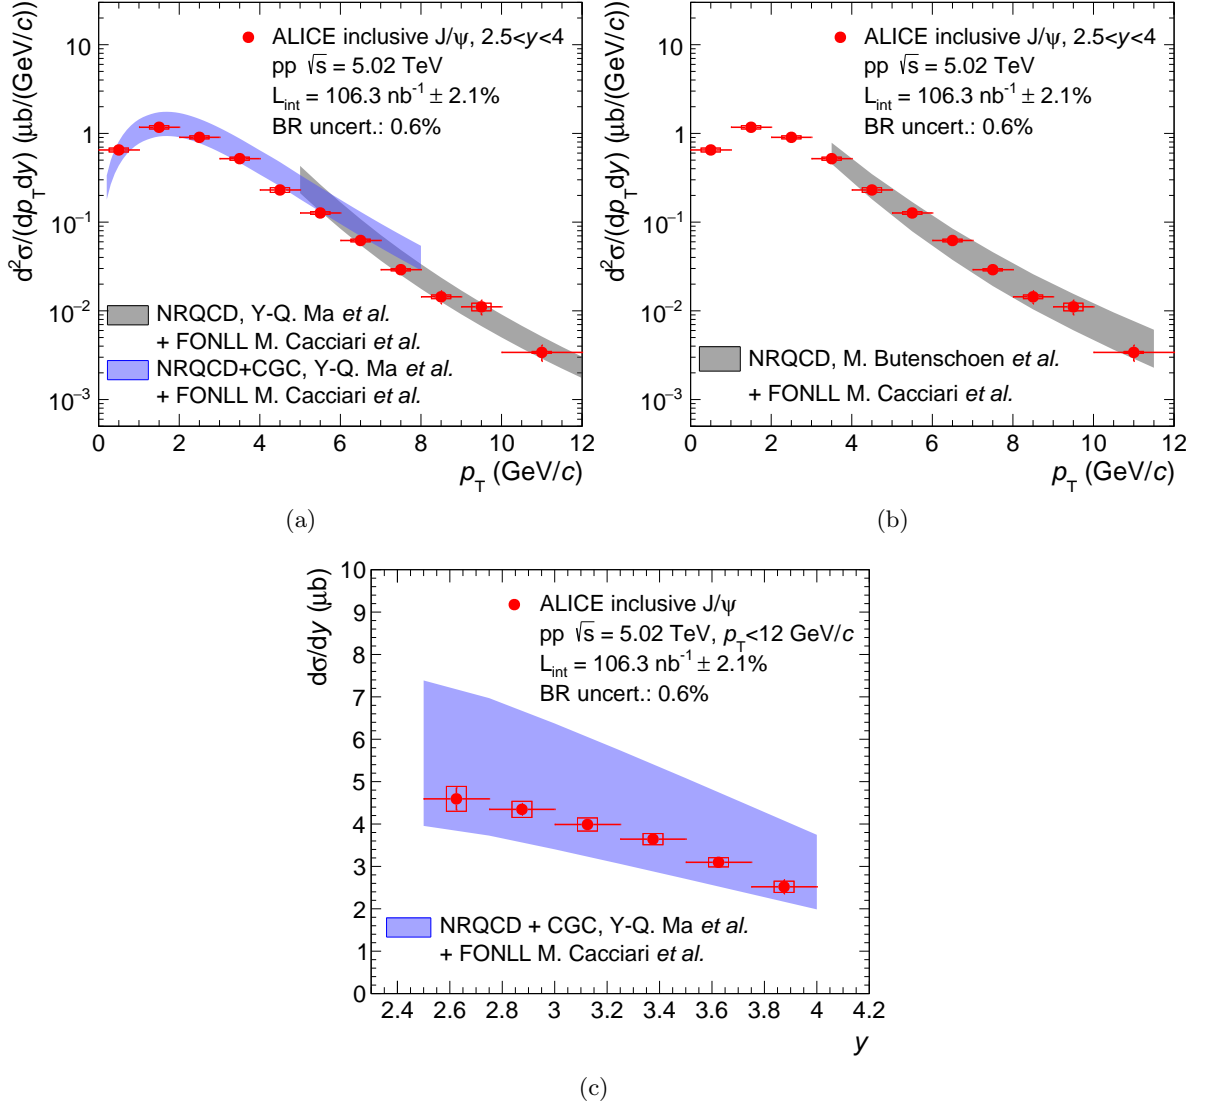 d²σ/(dp_T dy) (μb/(GeV/c))
10
1
10⁻¹
10⁻²
10⁻³
ALICE inclusive J/ψ, 2.5<y<4
pp √s = 5.02 TeV
L_int = 106.3 nb⁻¹ ± 2.1%
BR uncert.: 0.6%
NRQCD, Y-Q. Ma et al.
+ FONLL M. Cacciari et al.
NRQCD+CGC, Y-Q. Ma et al.
+ FONLL M. Cacciari et al.
0 2 4 6 8 10 12
p_T (GeV/c)
(a)
d²σ/(dp_T dy) (μb/(GeV/c))
10
1
10⁻¹
10⁻²
10⁻³
ALICE inclusive J/ψ, 2.5<y<4
pp √s = 5.02 TeV
L_int = 106.3 nb⁻¹ ± 2.1%
BR uncert.: 0.6%
NRQCD, M. Butenschoen et al.
+ FONLL M. Cacciari et al.
0 2 4 6 8 10 12
p_T (GeV/c)
(b)
dσ/dy (μb)
10
9
8
7
6
5
4
3
2
1
0
ALICE inclusive J/ψ
pp √s = 5.02 TeV, p_T<12 GeV/c
L_int = 106.3 nb⁻¹ ± 2.1%
BR uncert.: 0.6%
NRQCD + CGC, Y-Q. Ma et al.
+ FONLL M. Cacciari et al.
2.4 2.6 2.8 3 3.2 3.4 3.6 3.8 4 4.2
y
(c)